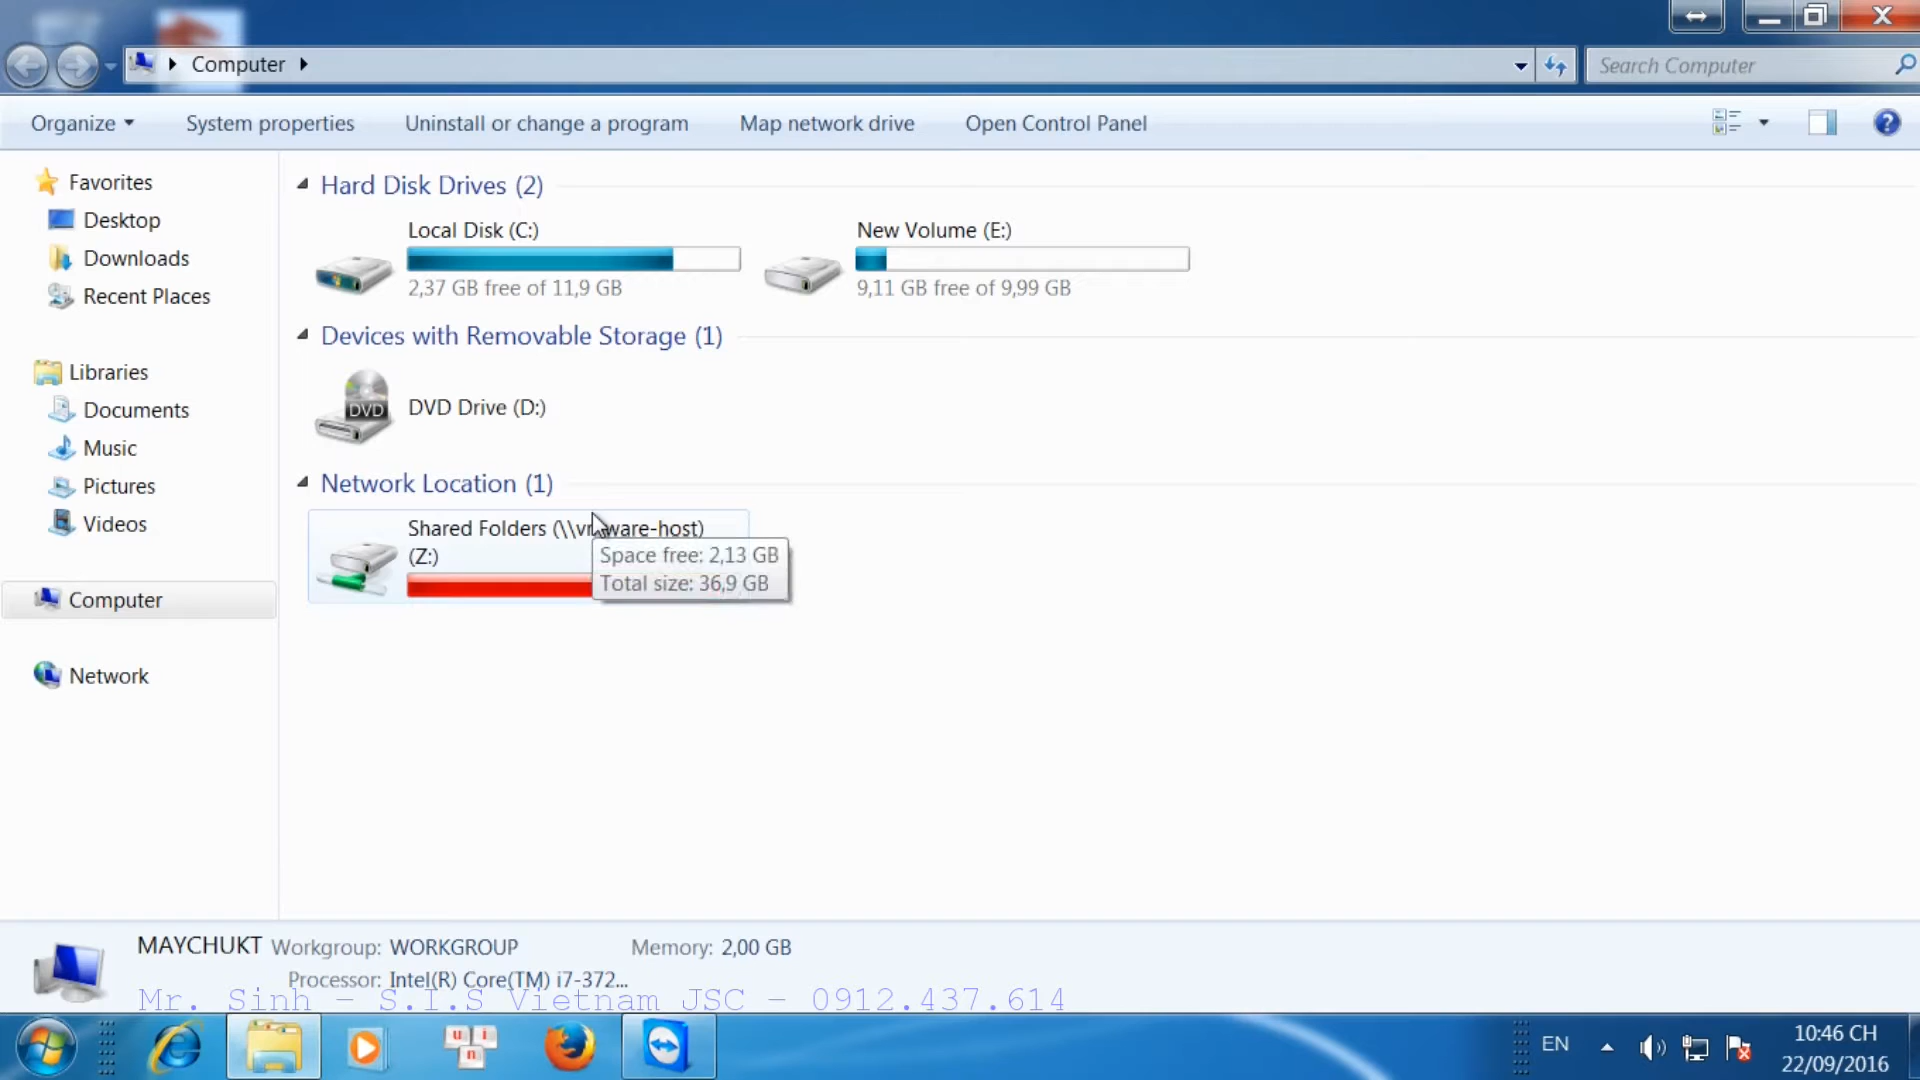 Computer
Search Computer
Organize
System properties
Uninstall or change a program
Map network drive
Open Control Panel
Favorites
Desktop
Downloads
Recent Places
Libraries
Documents
Music
Pictures
Videos
Computer
Network
Hard Disk Drives (2)
Local Disk (C:)
2,37 GB free of 11,9 GB
New Volume (E:)
9,11 GB free of 9,99 GB
Devices with Removable Storage (1)
DVD
DVD Drive (D:)
Network Location (1)
Shared Folders (\\vmware-host)
(Z:)
Space free: 2,13 GB
Total size: 36,9 GB
MAYCHUKT Workgroup: WORKGROUP Memory: 2,00 GB
Processor: Intel(R) Core(TM) i7-372...
Mr. Sinh - S.I.S Vietnam JSC - 0912.437.614
u i
n
EN
10:46 CH
22/09/2016